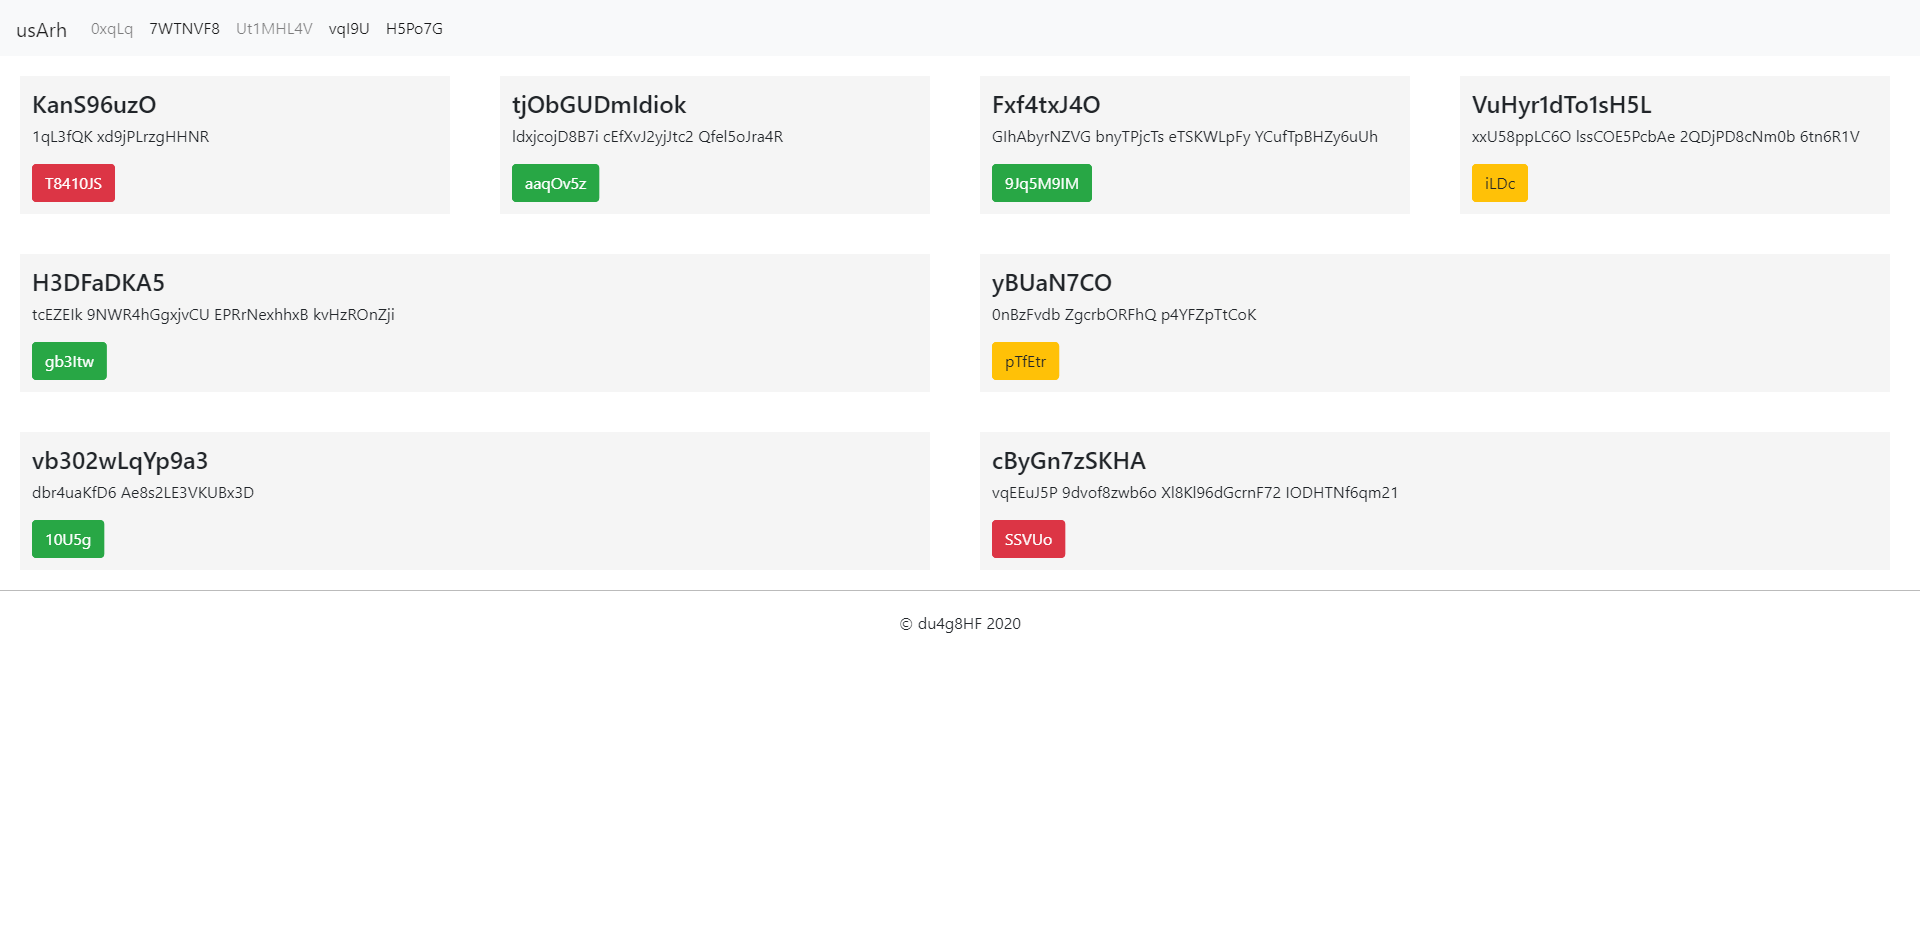 usArh 0xqLq 7WTNVF8 Ut1MHL4V vqI9U H5Po7G
KanS96uzO
1qL3fQK xd9jPLrzgHHNR
T8410JS
tjObGUDmIdiok
ldxjcojD8B7i cEfXvJ2yjJtc2 Qfel5oJra4R
aaqOv5z
Fxf4txJ4O
GIhAbyrNZVG bnyTPjcTs eTSKWLpFy YCufTpBHZy6uUh
9Jq5M9IM
VuHyr1dTo1sH5L
xxU58ppLC6O lssCOE5PcbAe 2QDjPD8cNm0b 6tn6R1V
iLDc
H3DFaDKA5
tcEZEIk 9NWR4hGgxjvCU EPRrNexhhxB kvHzROnZji
gb3Itw
yBUaN7CO
0nBzFvdb ZgcrbORFhQ p4YFZpTtCoK
pTfEtr
vb302wLqYp9a3
dbr4uaKfD6 Ae8s2LE3VKUBx3D
10U5g
cByGn7zSKHA
vqEEuJ5P 9dvof8zwb6o Xl8Kl96dGcrnF72 IODHTNf6qm21
SSVUo
© du4g8HF 2020